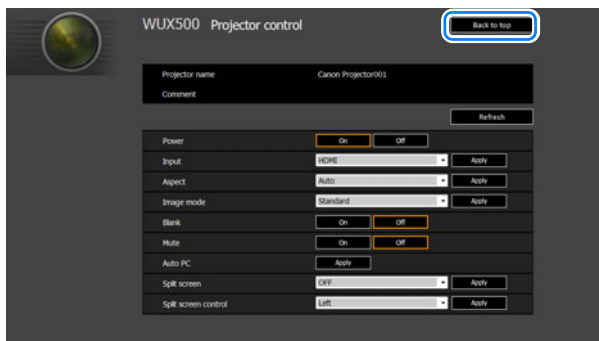 WUX500 Projector control Back to top
Projector name Canon Projector001
Comment
Refresh
Power On Off
Input HDMI Apply
Aspect Auto Apply
Image mode Standard Apply
Blank On Off
Mute On Off
Auto PC Apply
Split screen OFF Apply
Split screen control Left Apply